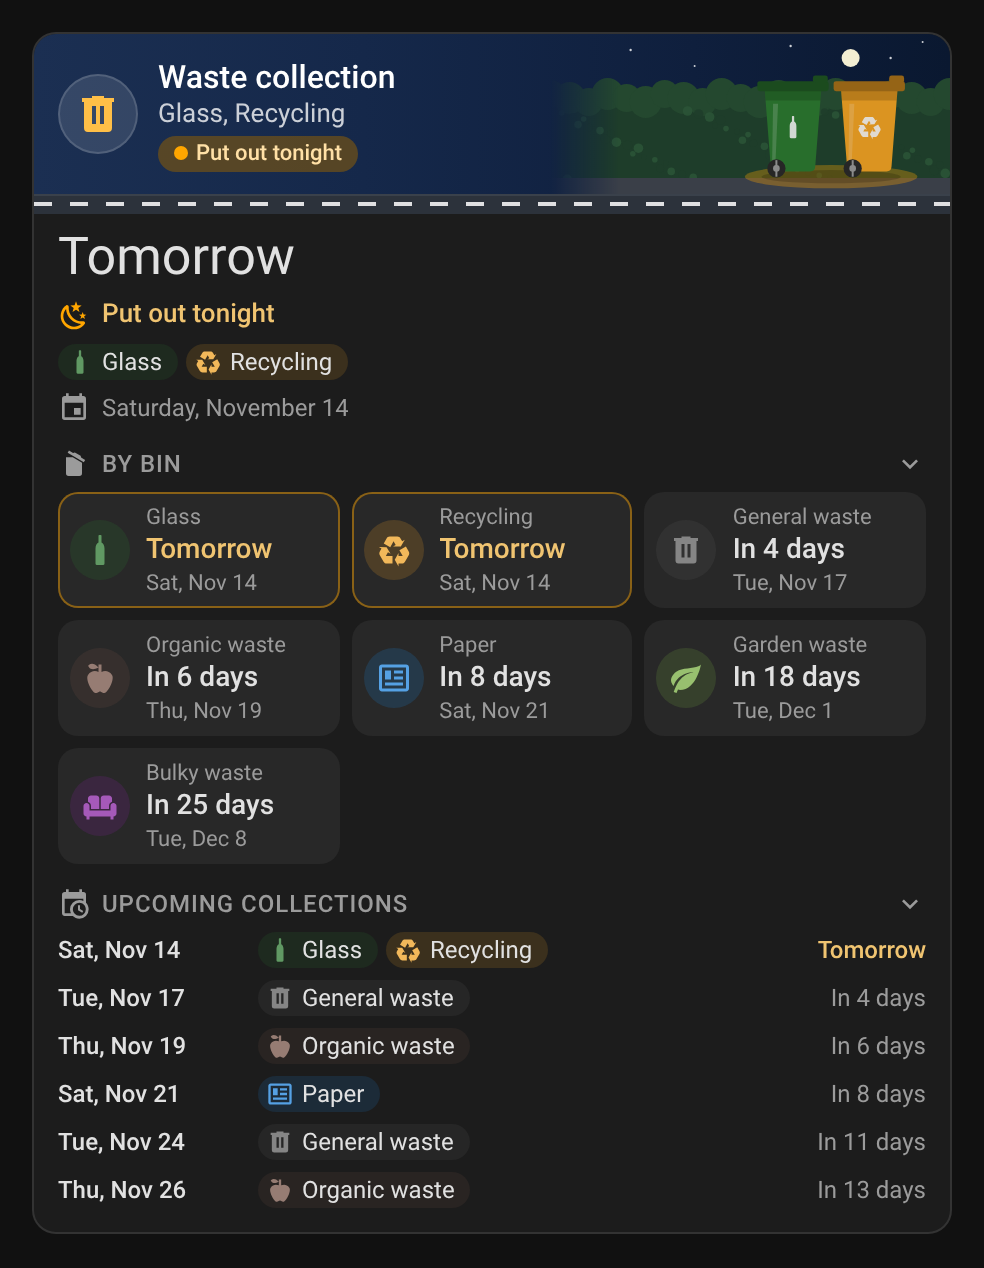 Waste collection
Glass, Recycling
Put out tonight
Tomorrow
Put out tonight
Glass Recycling
Saturday, November 14
BY BIN
Glass
Tomorrow
Sat, Nov 14
Recycling
Tomorrow
Sat, Nov 14
General waste
In 4 days
Tue, Nov 17
Organic waste
In 6 days
Thu, Nov 19
Paper
In 8 days
Sat, Nov 21
Garden waste
In 18 days
Tue, Dec 1
Bulky waste
In 25 days
Tue, Dec 8
UPCOMING COLLECTIONS
Sat, Nov 14 Glass Recycling Tomorrow
Tue, Nov 17 General waste In 4 days
Thu, Nov 19 Organic waste In 6 days
Sat, Nov 21 Paper In 8 days
Tue, Nov 24 General waste In 11 days
Thu, Nov 26 Organic waste In 13 days